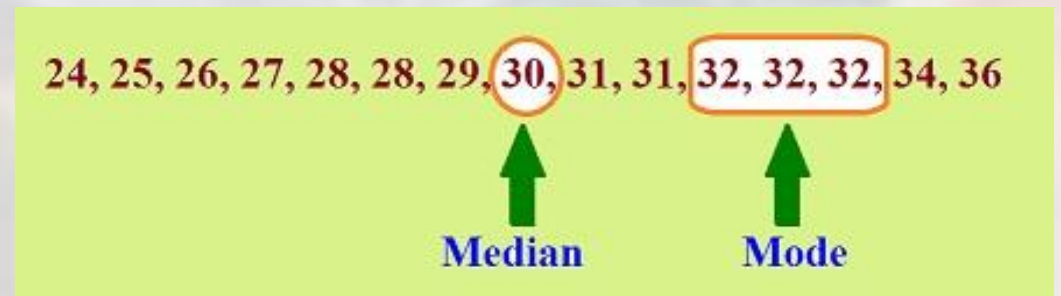 24, 25, 26, 27, 28, 28, 29, 30, 31, 31, 32, 32, 32, 34, 36
Median
Mode